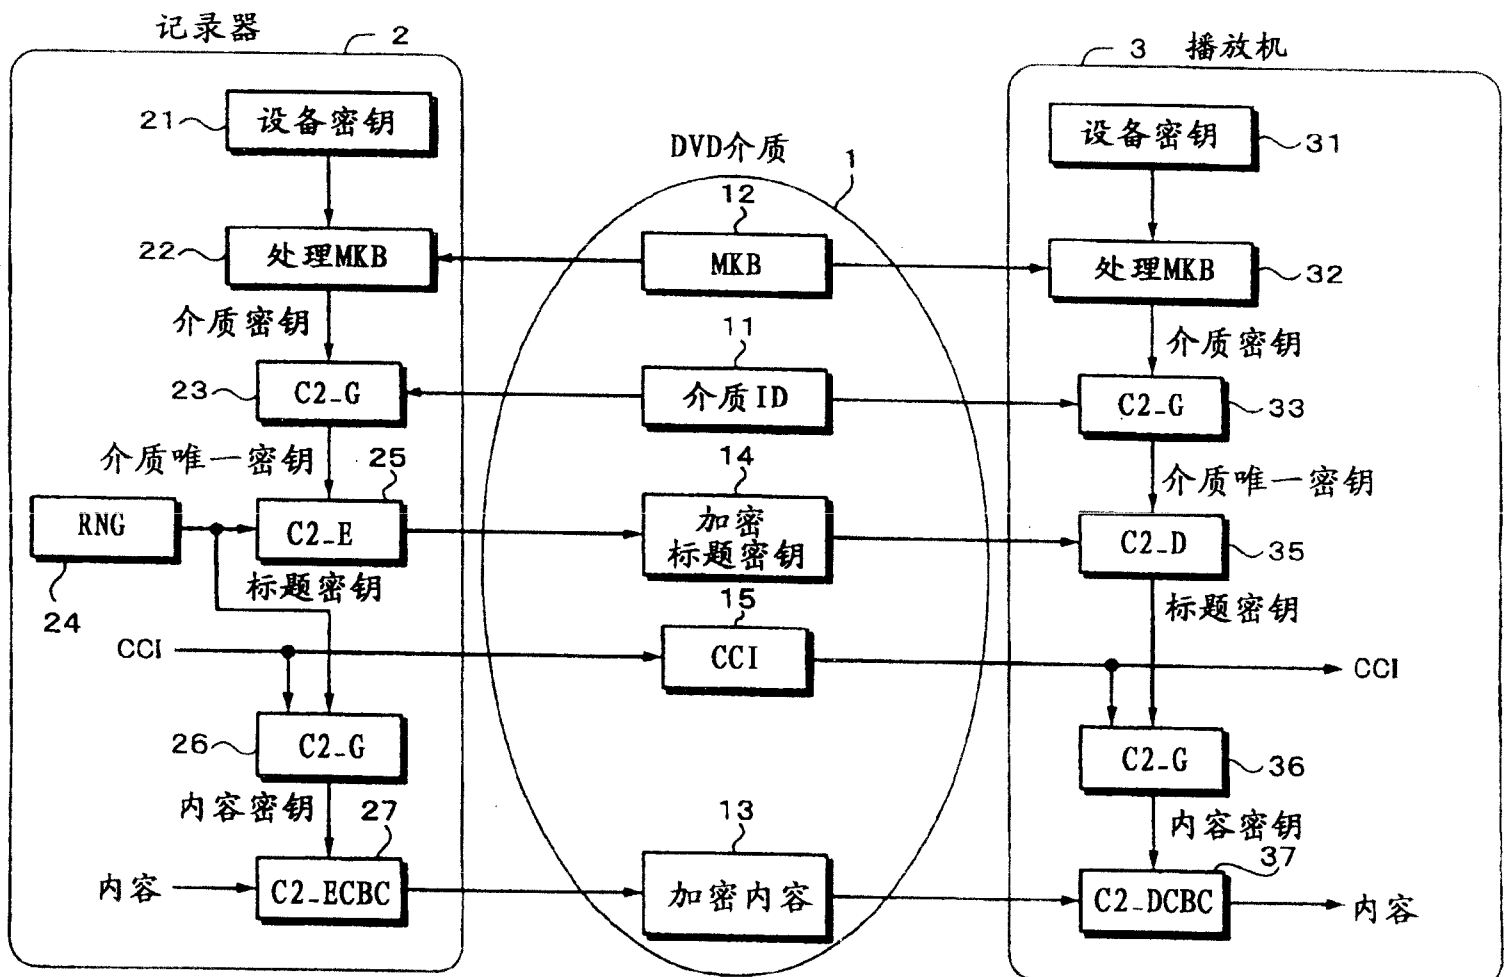 记录器
2
3
播放机
21
设备密钥
设备密钥
31
DVD介质
1
12
22
处理MKB
MKB
处理MKB
32
介质密钥
介质密钥
11
23
C2_G
介质ID
C2_G
33
介质唯一密钥
25
14
介质唯一密钥
RNG
C2_E
加密
标题密钥
C2_D
35
标题密钥
标题密钥
24
15
CCI
CCI
CCI
26
C2_G
C2_G
36
内容密钥
27
13
内容密钥
37
内容
C2_ECBC
加密内容
C2_DCBC
内容